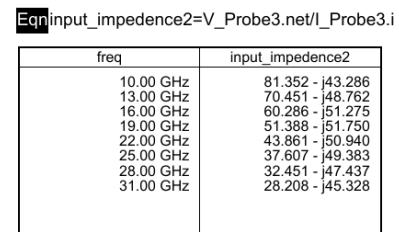 Eqn input_impedence2=V_Probe3.net/I_Probe3.i
freq input_impedence2
10.00 GHz 81.352 - j43.286
13.00 GHz 70.451 - j48.762
16.00 GHz 60.286 - j51.275
19.00 GHz 51.388 - j51.750
22.00 GHz 43.861 - j50.940
25.00 GHz 37.607 - j49.383
28.00 GHz 32.451 - j47.437
31.00 GHz 28.208 - j45.328